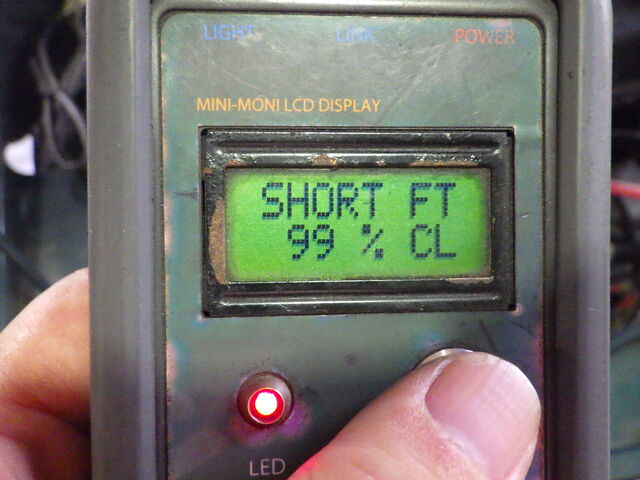 LIGHT LINK POWER
MINI-MONI LCD DISPLAY
SHORT FT
99 % CL
LED